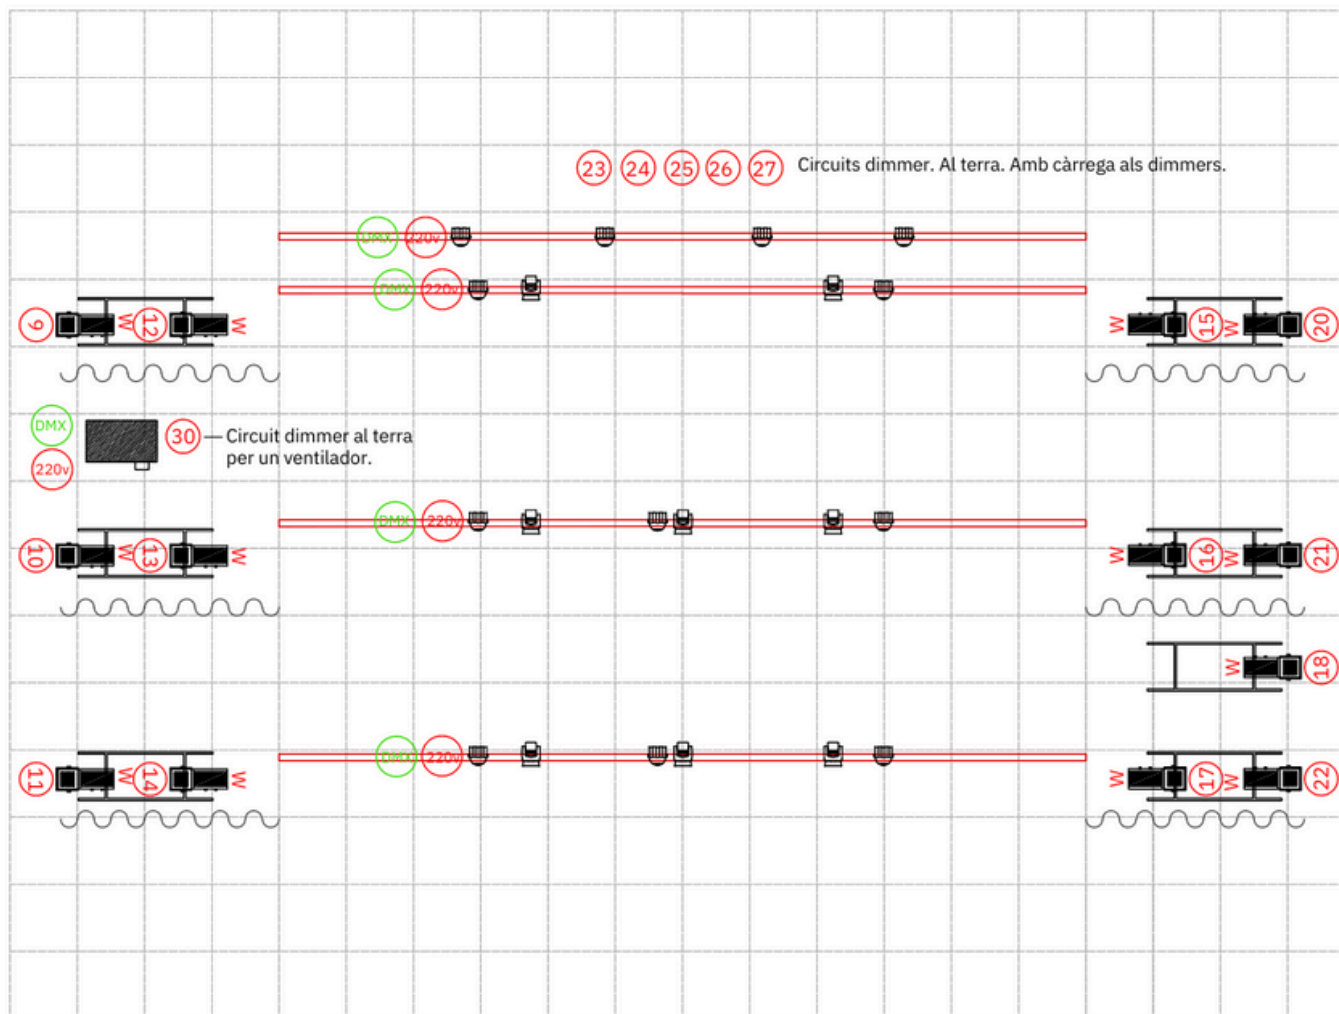 23 24 25 26 27 Circuits dimmer. Al terra. Amb càrrega als dimmers.
DMX 220v
DMX 220v
9 W 12 W
W 15 W 20
DMX
220v
30 Circuit dimmer al terra
per un ventilador.
DMX 220v
10 W 13 W
W 16 W 21
W 18
DMX 220v
11 W 14 W
W 17 W 22